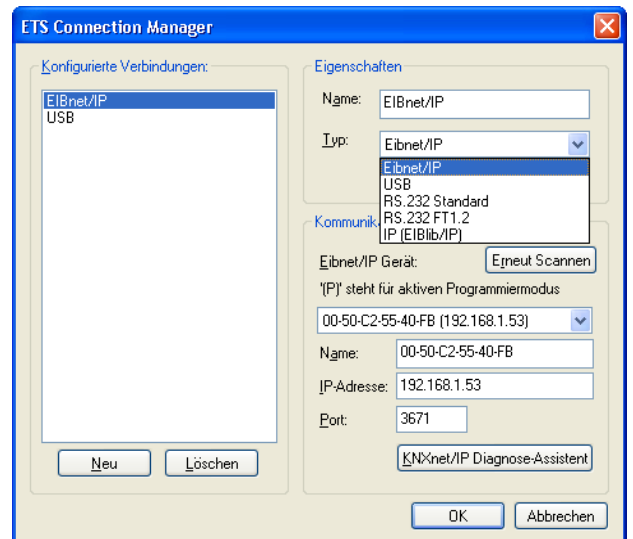 ETS Connection Manager
Konfigurierte Verbindungen:
EIBnet/IP
USB
Neu
Löschen
Eigenschaften
Name:
EIBnet/IP
Typ:
Eibnet/IP
Eibnet/IP
USB
RS.232 Standard
RS.232 FT1.2
IP (EIBlib/IP)
Kommunik
Eibnet/IP Gerät:
Erneut Scannen
'(P)' steht für aktiven Programmiermodus
00-50-C2-55-40-FB (192.168.1.53)
Name:
00-50-C2-55-40-FB
IP-Adresse:
192.168.1.53
Port:
3671
KNXnet/IP Diagnose-Assistent
OK
Abbrechen